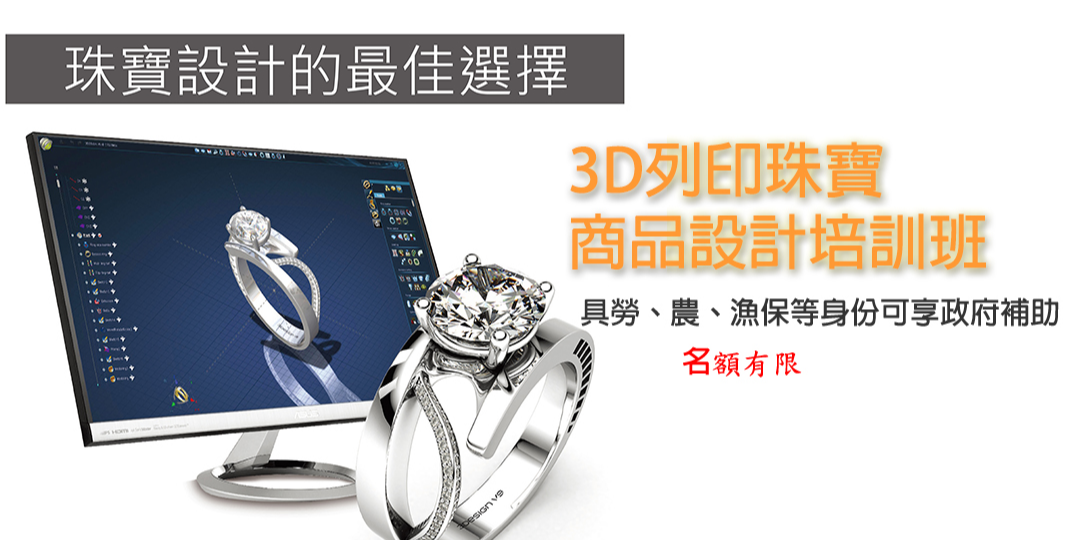 珠寶設計的最佳選擇
3D列印珠寶
商品設計培訓班
具勞、農、漁保等身份可享政府補助
名額有限